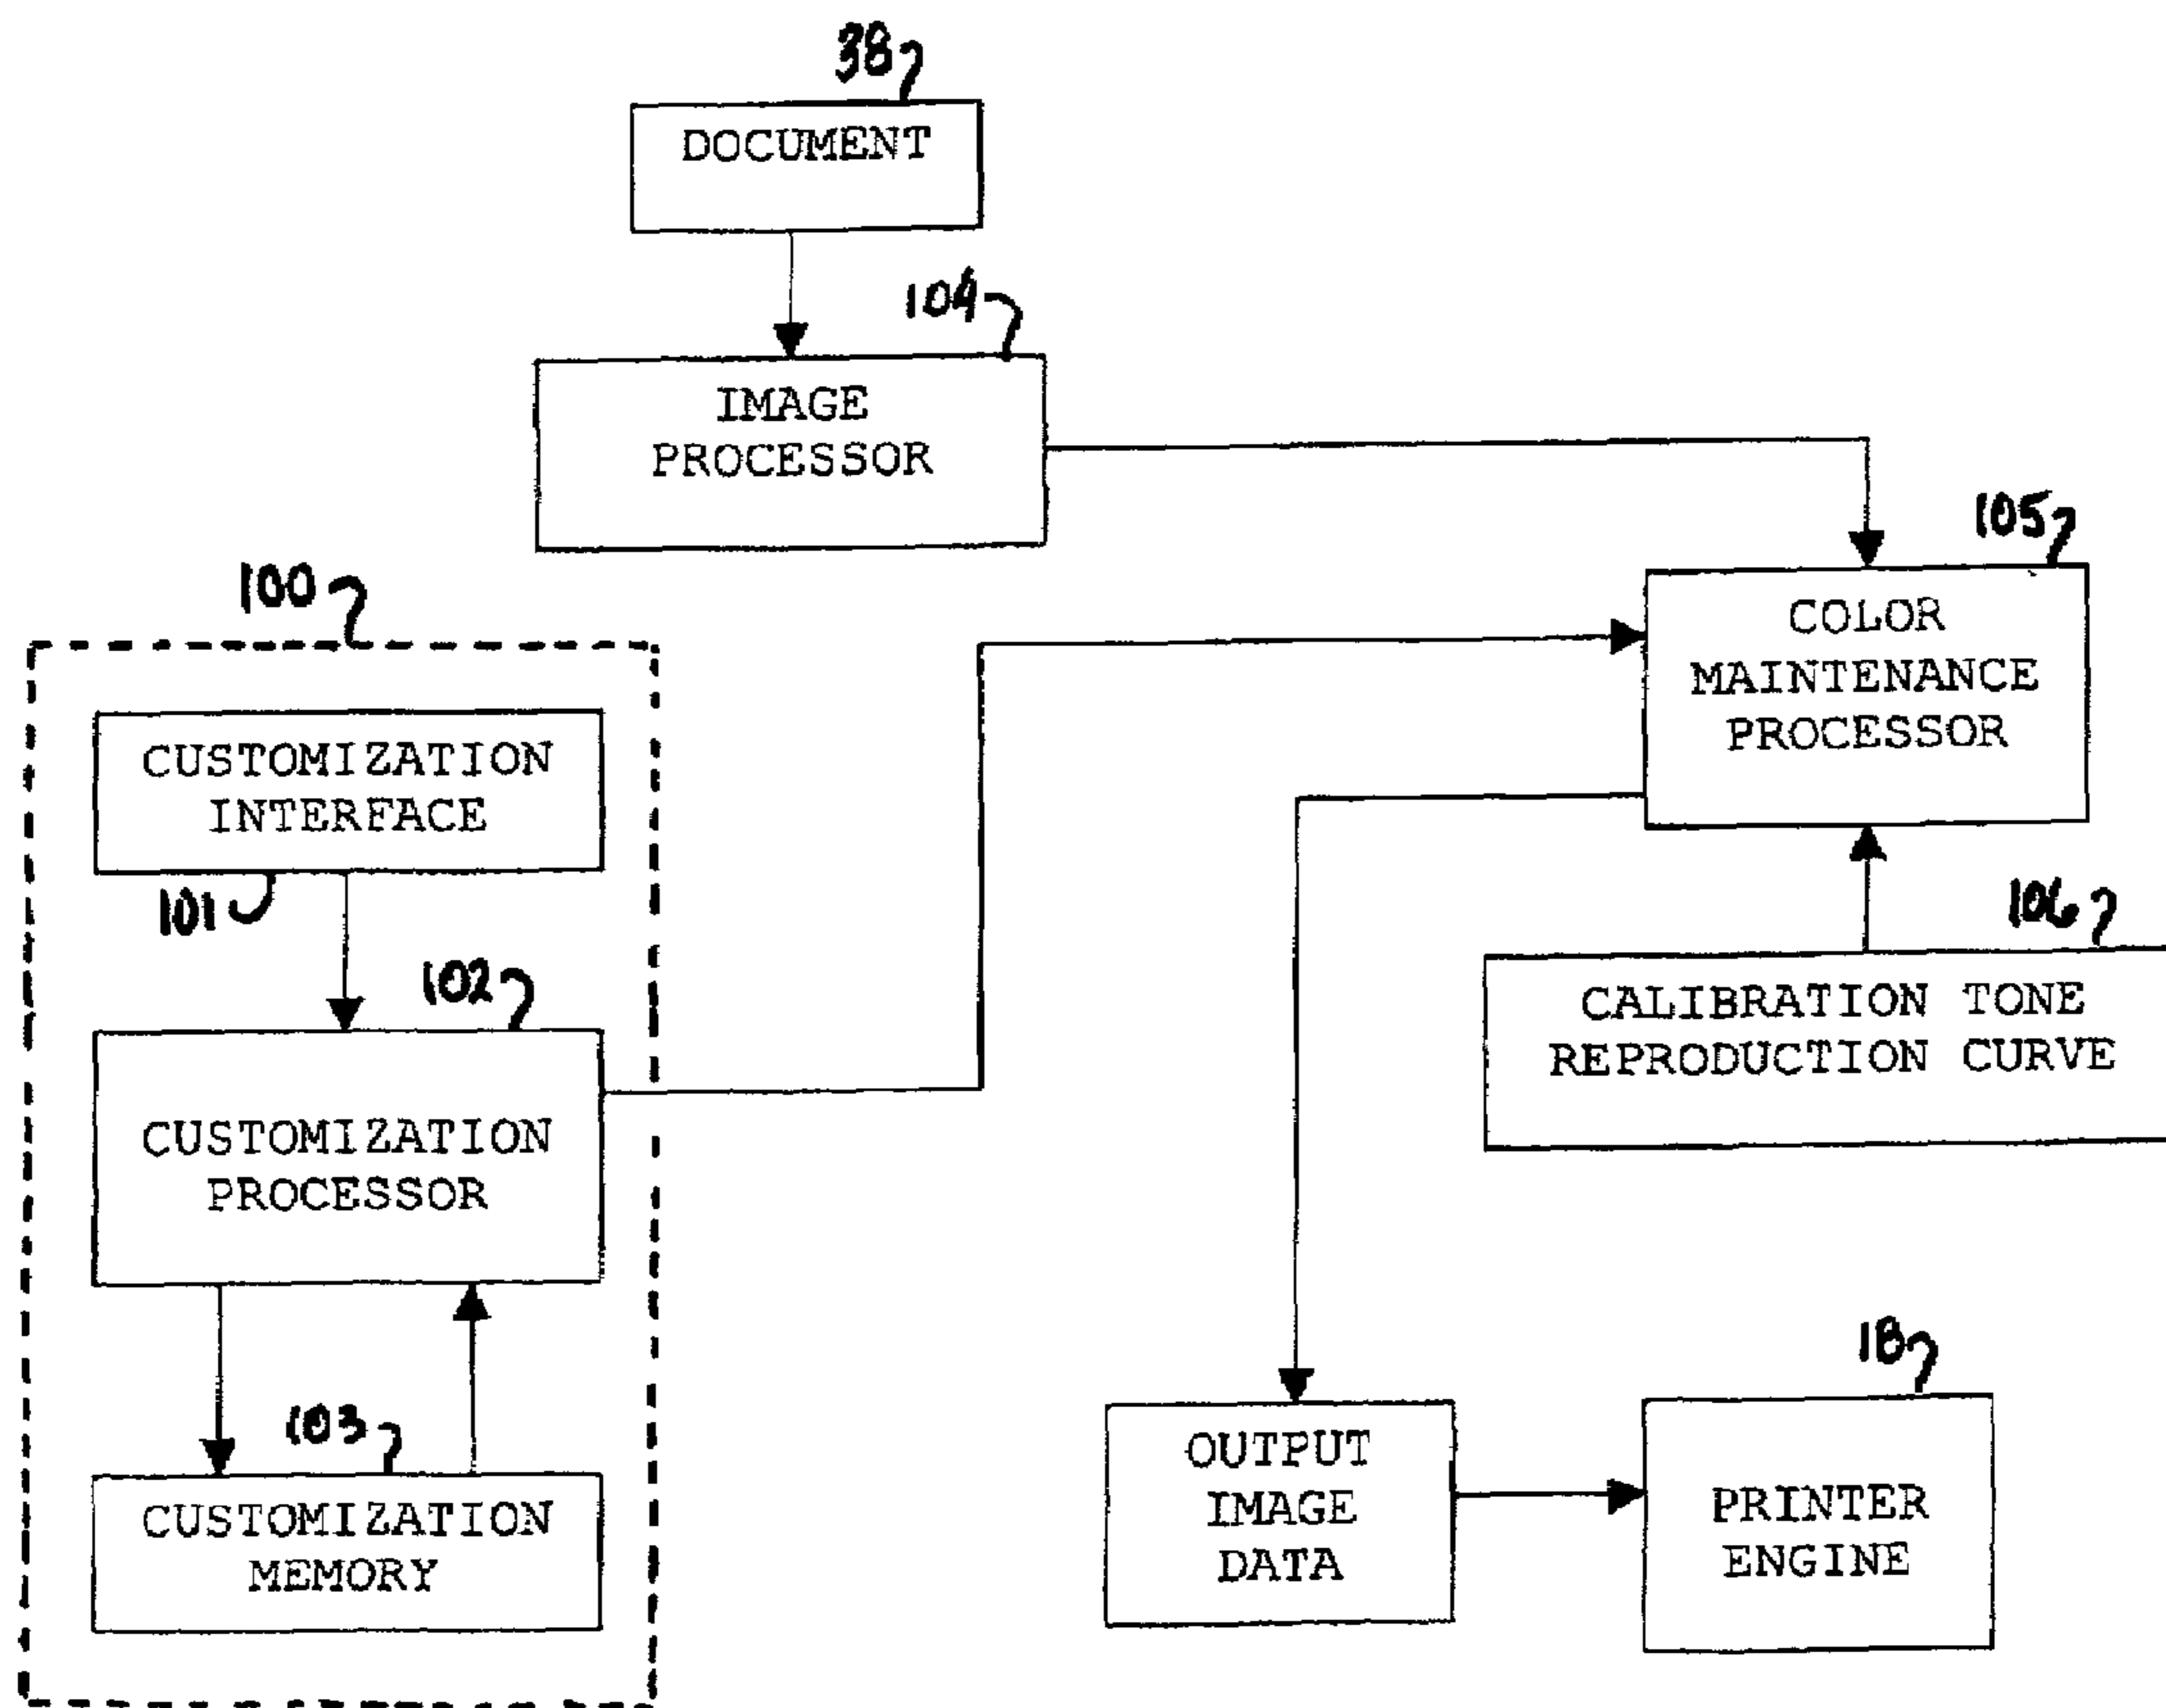 38
DOCUMENT
104
IMAGE
PROCESSOR
105
COLOR
MAINTENANCE
PROCESSOR
100
CUSTOMIZATION
INTERFACE
101
106
CALIBRATION TONE
REPRODUCTION CURVE
102
CUSTOMIZATION
PROCESSOR
103
CUSTOMIZATION
MEMORY
OUTPUT
IMAGE
DATA
18
PRINTER
ENGINE